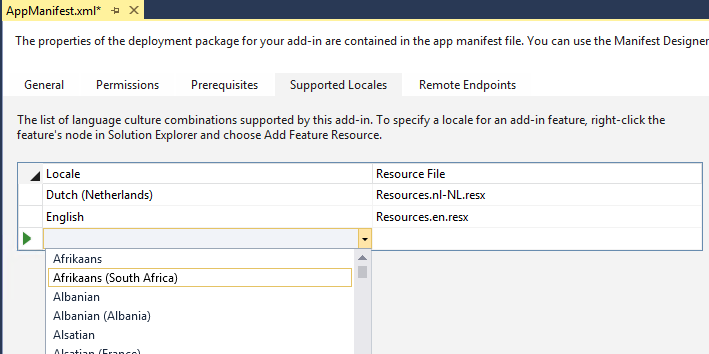 AppManifest.xml*
The properties of the deployment package for your add-in are contained in the app manifest file. You can use the Manifest Designer
General Permissions Prerequisites Supported Locales Remote Endpoints
The list of language culture combinations supported by this add-in. To specify a locale for an add-in feature, right-click the
feature's node in Solution Explorer and choose Add Feature Resource.
Locale Resource File
Dutch (Netherlands) Resources.nl-NL.resx
English Resources.en.resx
Afrikaans
Afrikaans (South Africa)
Albanian
Albanian (Albania)
Alsatian
Alsatian (France)